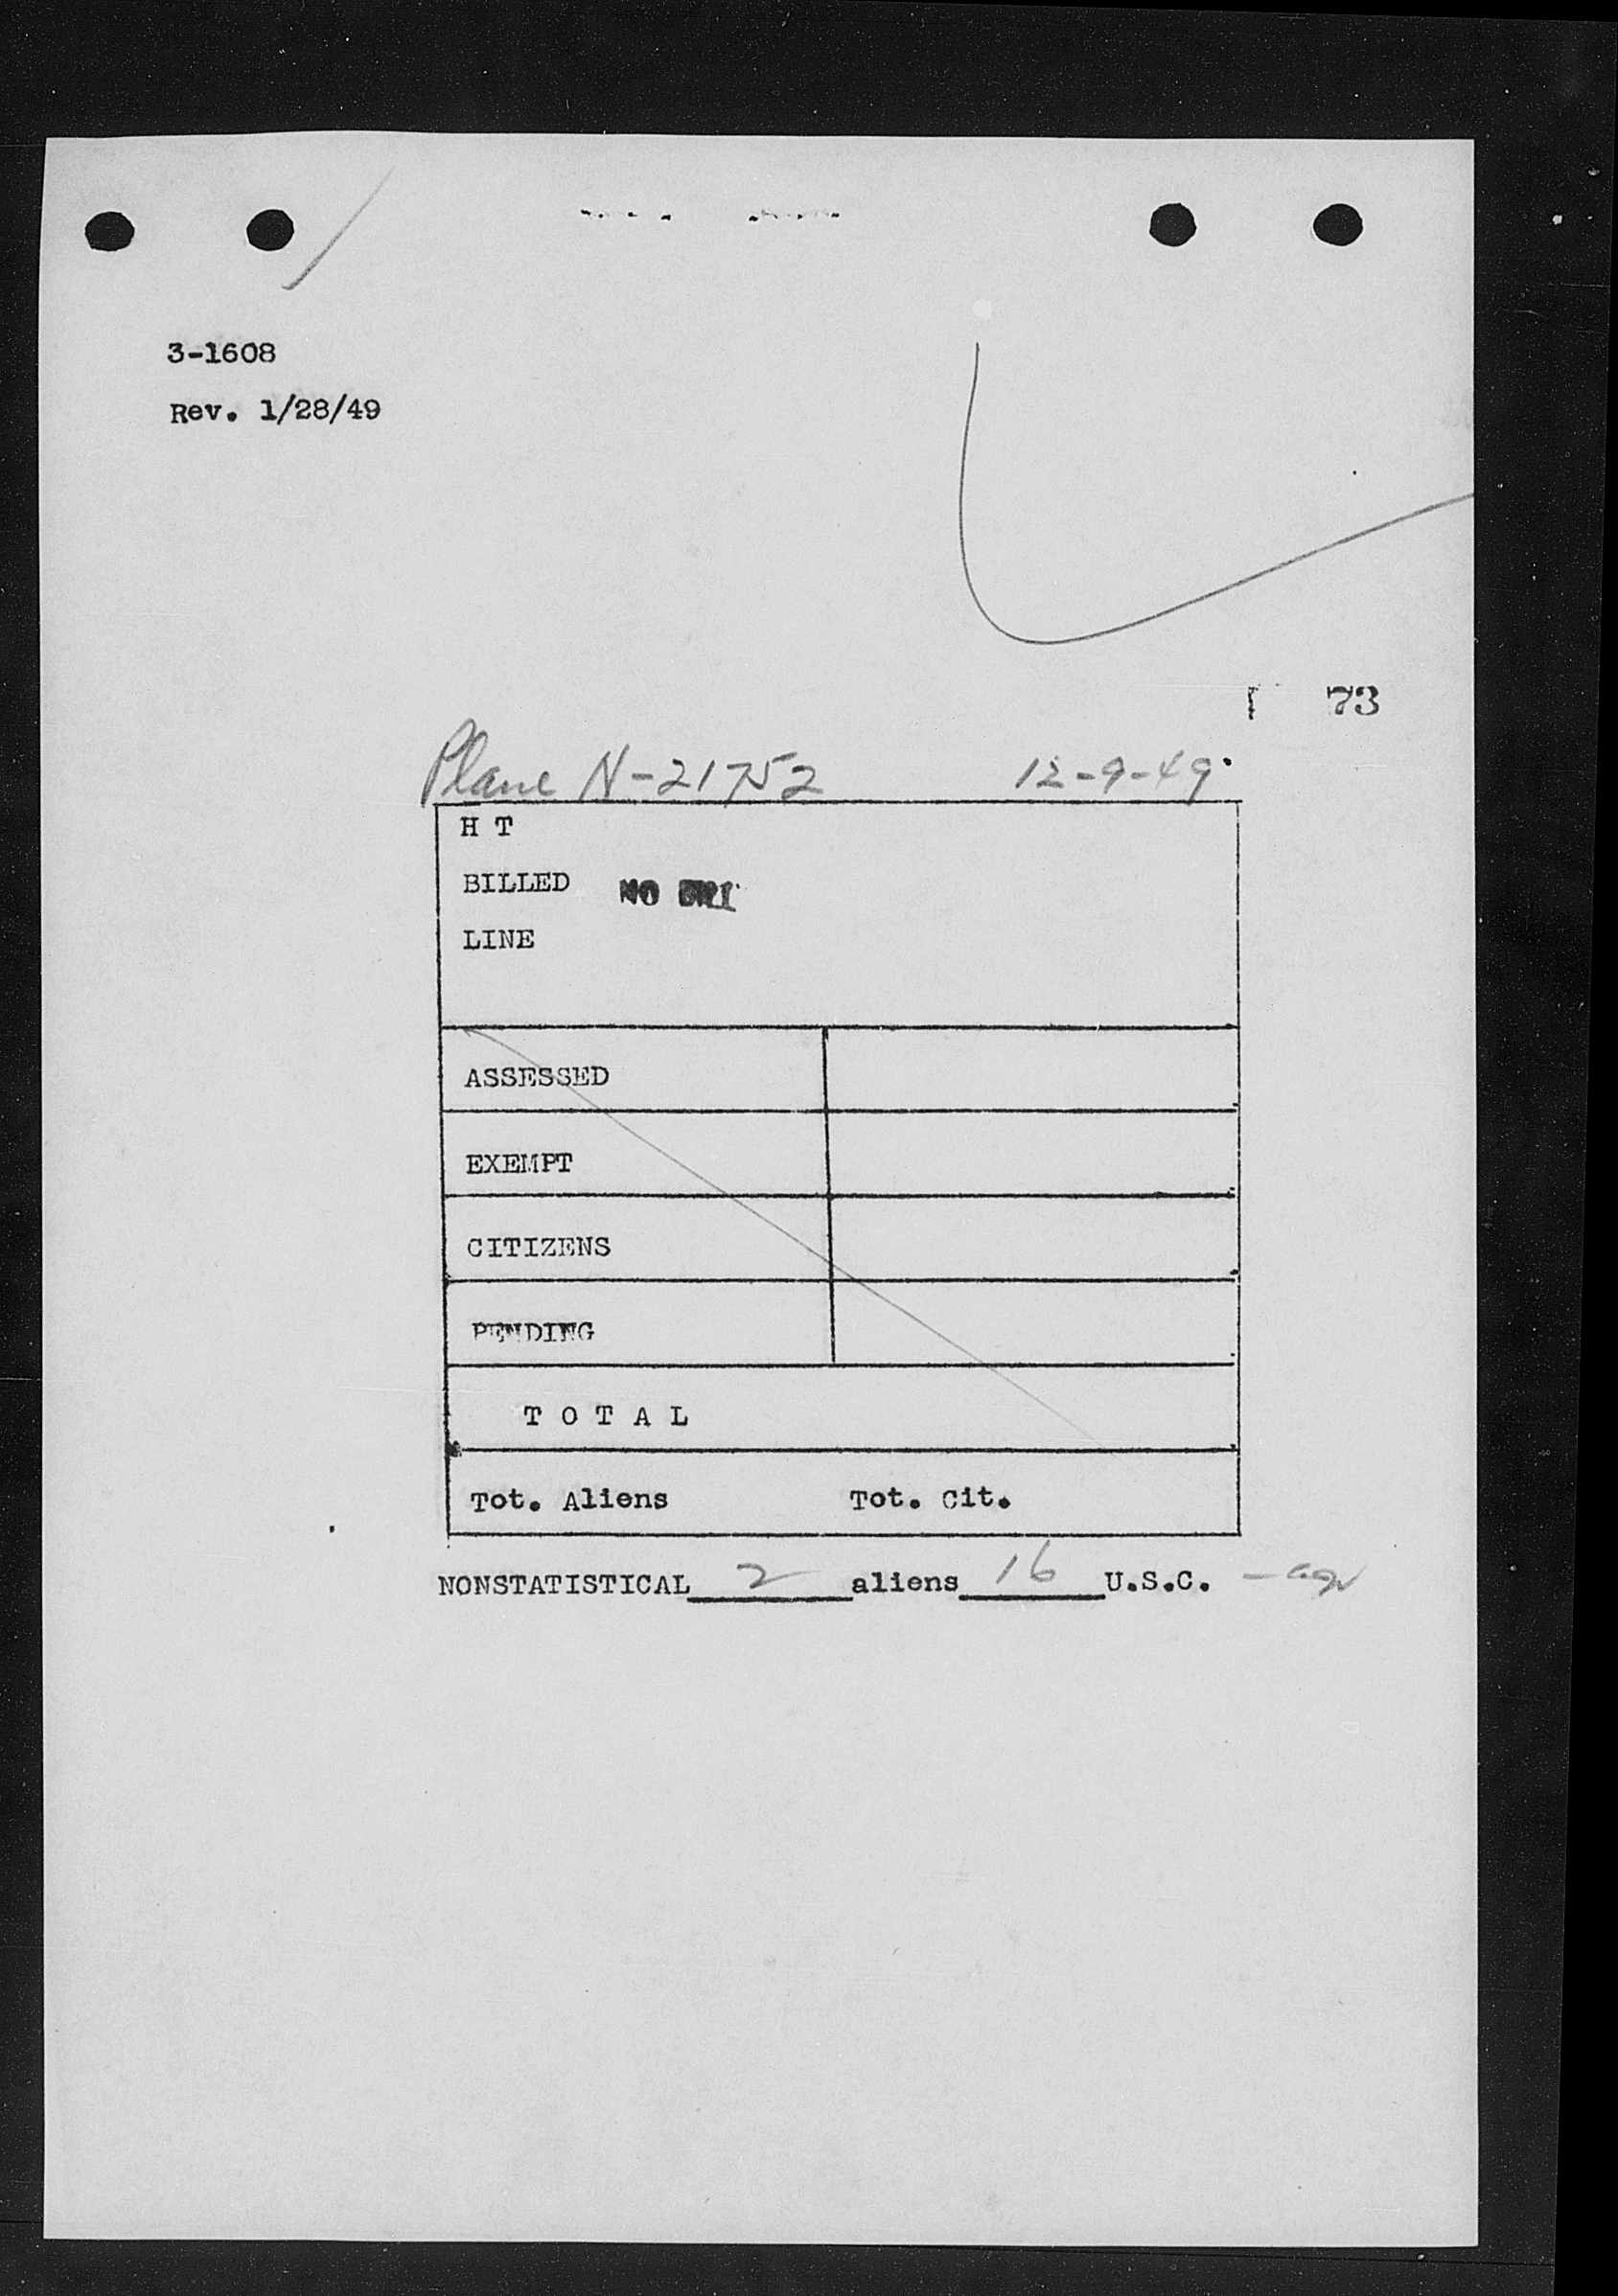 3-1608
Rev. 1/28/49
73
Plane N-21752 12-9-49
H T
BILLED NO
LINE
ASSESSED
EXEMPT
CITIZENS
PENDING
T O T A L
Tot. Aliens Tot. Cit.
NONSTATISTICAL 2 aliens 16 U.S.C.